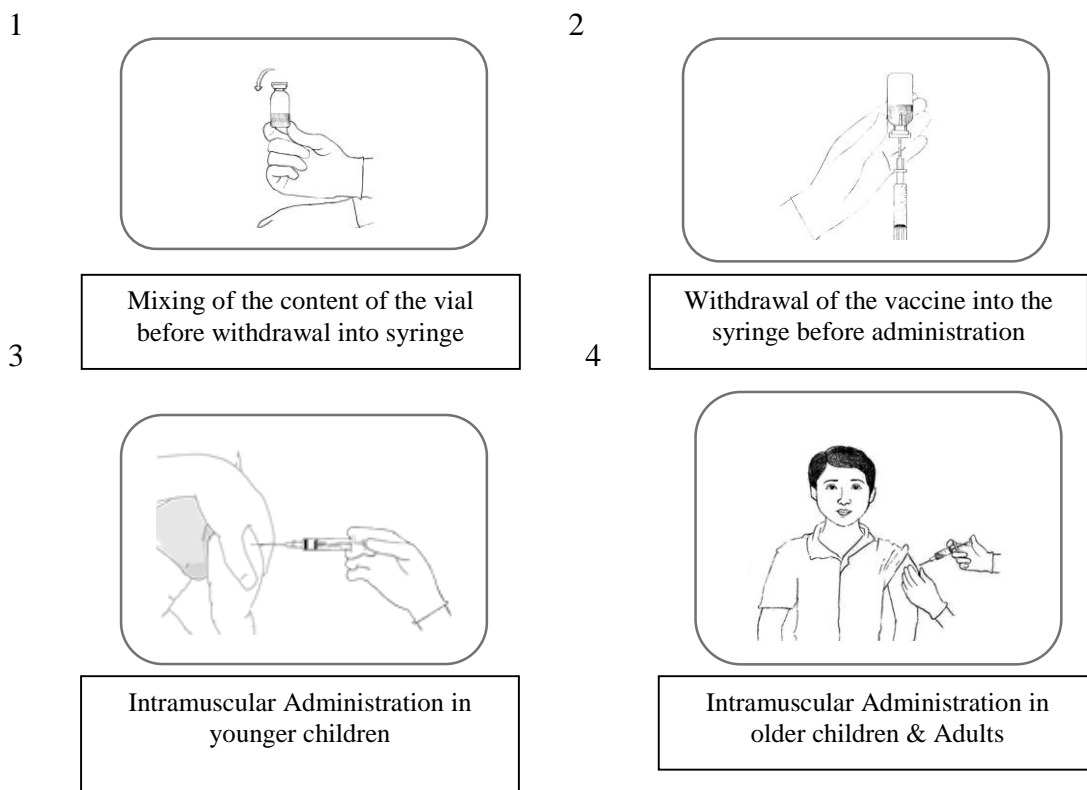 1
2
Mixing of the content of the vial
before withdrawal into syringe
Withdrawal of the vaccine into the
syringe before administration
3
4
Intramuscular Administration in
younger children
Intramuscular Administration in
older children & Adults